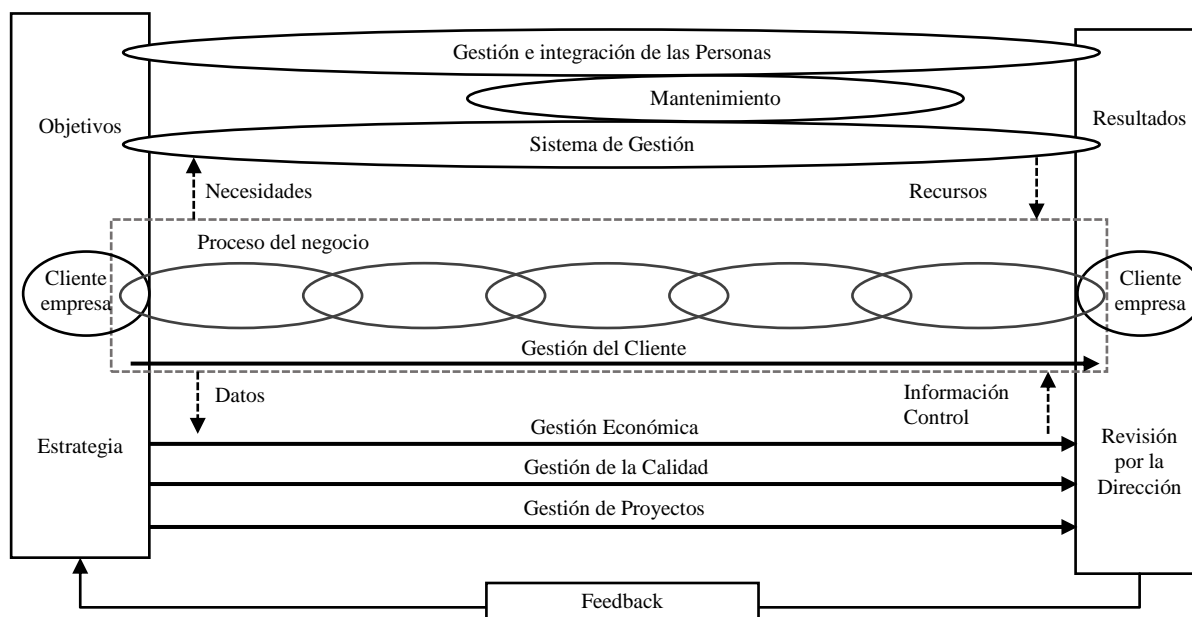 Gestión e integración de las Personas
Mantenimiento
Objetivos
Resultados
Sistema de Gestión
Necesidades
Recursos
Proceso del negocio
Cliente
empresa
Cliente
empresa
Gestión del Cliente
Datos
Información
Control
Gestión Económica
Estrategia
Revisión
por la
Dirección
Gestión de la Calidad
Gestión de Proyectos
Feedback